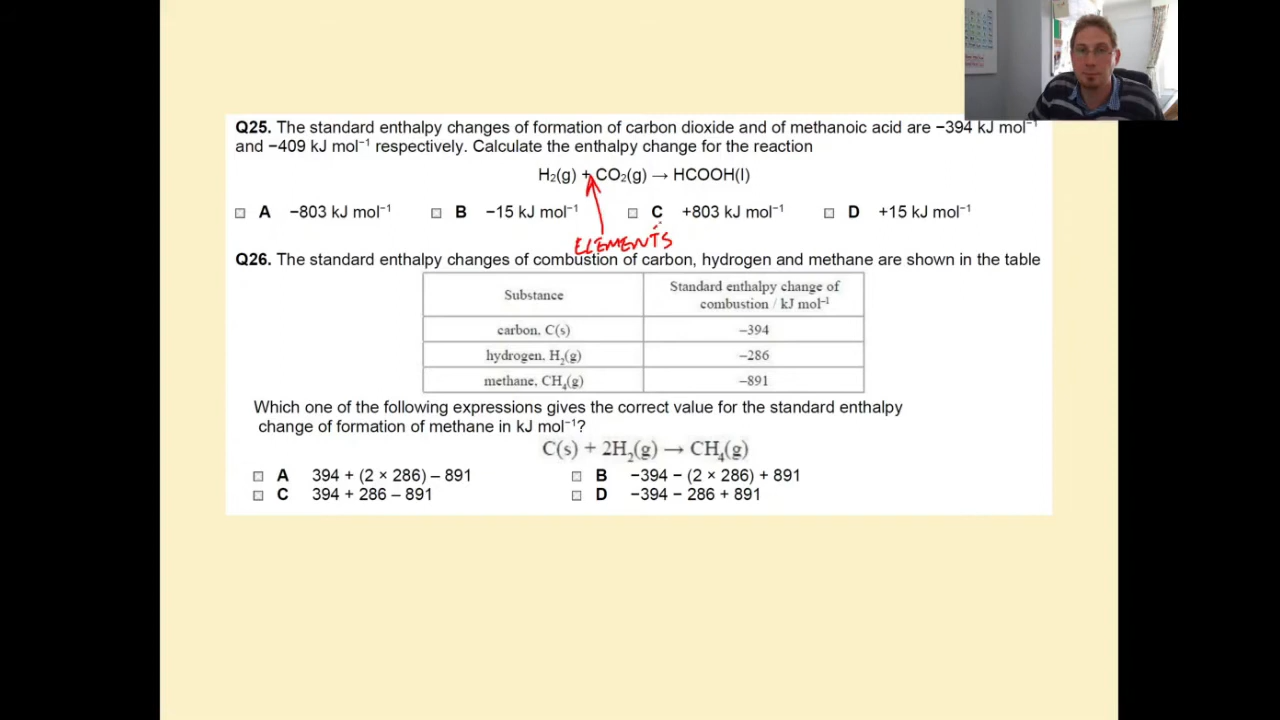 Q25. The standard enthalpy changes of formation of carbon dioxide and of methanoic acid are −394 kJ mol⁻¹
and −409 kJ mol⁻¹ respectively. Calculate the enthalpy change for the reaction
H₂(g) + CO₂(g) → HCOOH(l)
A −803 kJ mol⁻¹ B −15 kJ mol⁻¹ C +803 kJ mol⁻¹ D +15 kJ mol⁻¹
ELEMENTS
Q26. The standard enthalpy changes of combustion of carbon, hydrogen and methane are shown in the table
Substance Standard enthalpy change of
combustion / kJ mol⁻¹
carbon, C(s) −394
hydrogen, H₂(g) −286
methane, CH₄(g) −891
Which one of the following expressions gives the correct value for the standard enthalpy
change of formation of methane in kJ mol⁻¹?
C(s) + 2H₂(g) → CH₄(g)
A 394 + (2 × 286) − 891 B −394 − (2 × 286) + 891
C 394 + 286 − 891 D −394 − 286 + 891